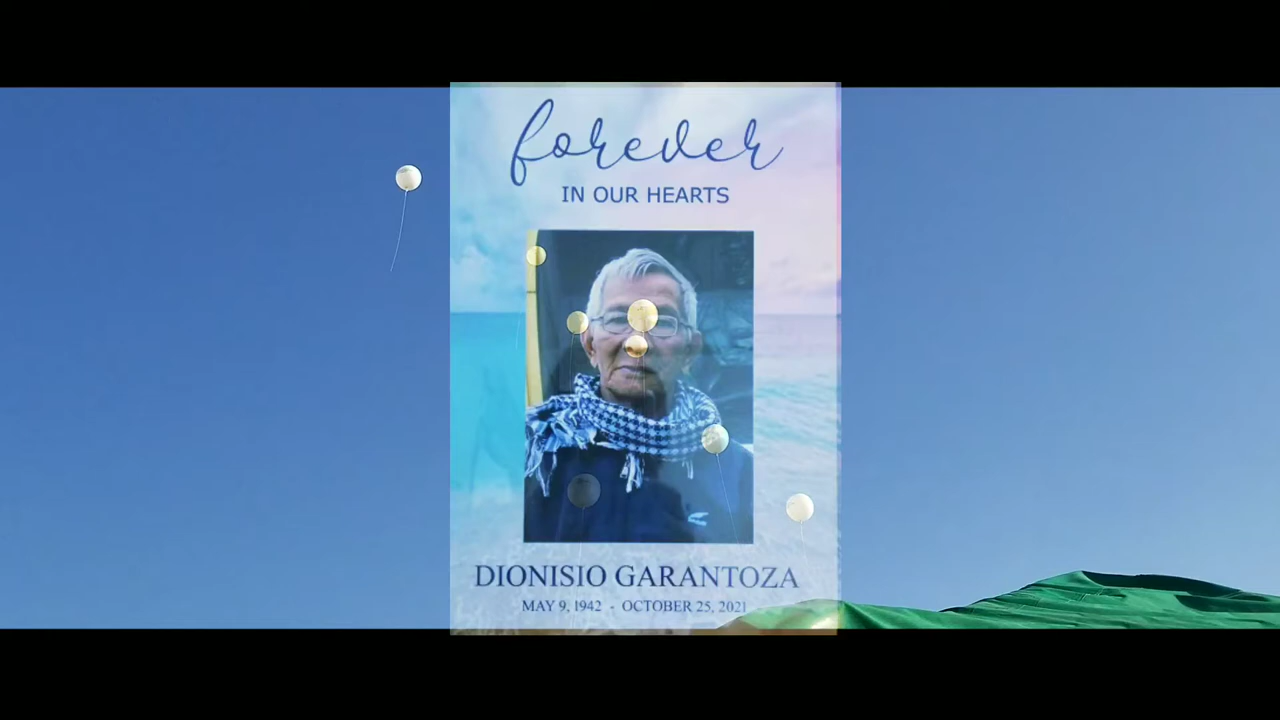 forever
IN OUR HEARTS
DIONISIO GARANTOZA
MAY 9, 1942 - OCTOBER 25, 2021